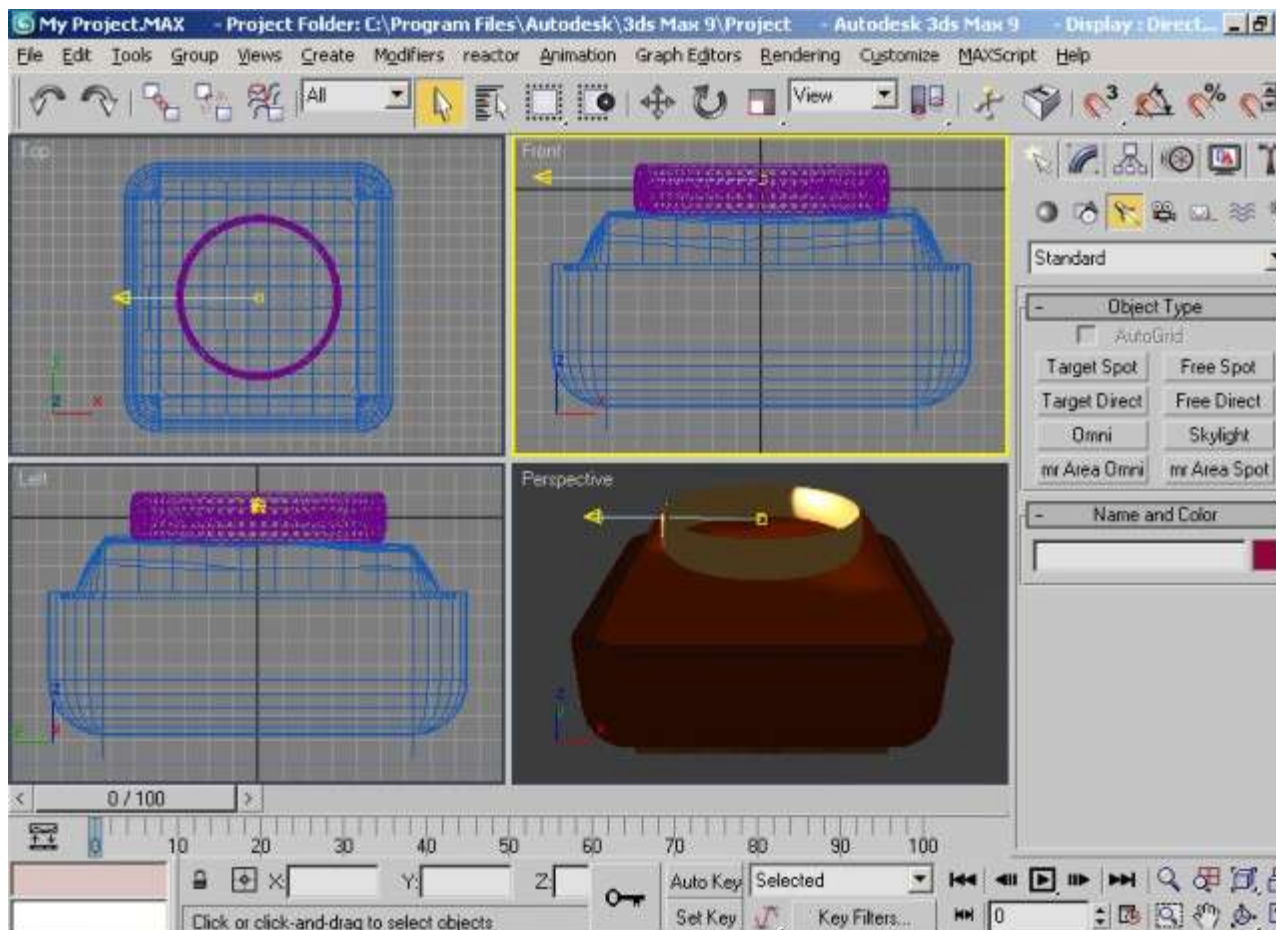 My Project.MAX - Project Folder: C:\Program Files\Autodesk\3ds Max 9\Project - Autodesk 3ds Max 9 - Display : Direct...
File Edit Tools Group Views Create Modifiers reactor Animation Graph Editors Rendering Customize MAXScript Help
All View 3 %
Top Front
Standard
- Object Type
AutoGrid
Target Spot Free Spot
Target Direct Free Direct
Omni Skylight
mr Area Omni mr Area Spot
Left Perspective
- Name and Color
z x
z x
z x
z
< 0 / 100 >
0 10 20 30 40 50 60 70 80 90 100
X: Y: Z: Auto Key Selected
Click or click-and-drag to select objects Set Key Key Filters... 0